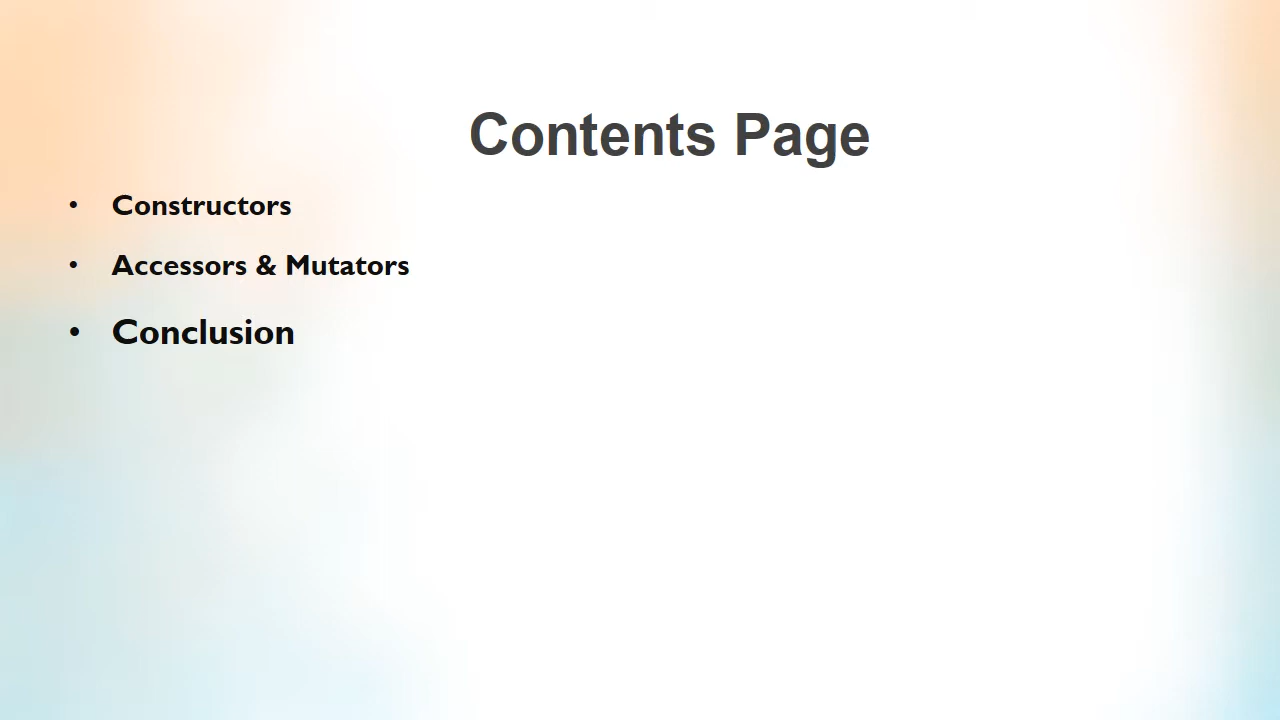 Contents Page
• Constructors
• Accessors & Mutators
• Conclusion